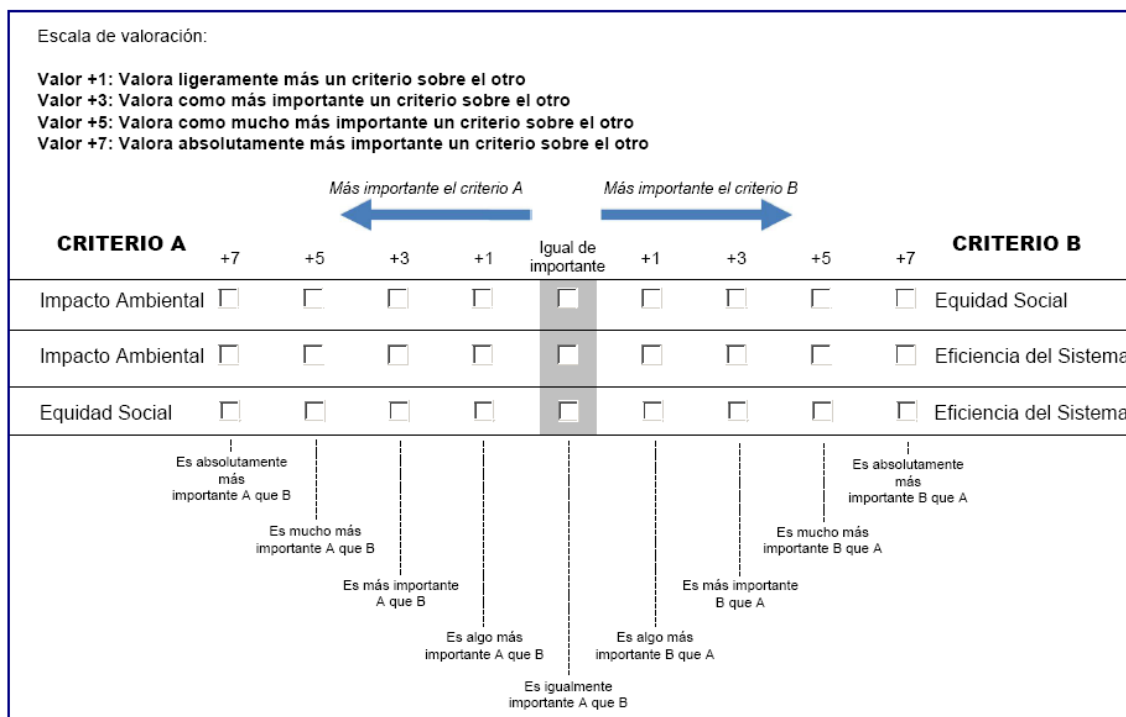 Escala de valoración:
Valor +1: Valora ligeramente más un criterio sobre el otro
Valor +3: Valora como más importante un criterio sobre el otro
Valor +5: Valora como mucho más importante un criterio sobre el otro
Valor +7: Valora absolutamente más importante un criterio sobre el otro
Más importante el criterio A
Más importante el criterio B
CRITERIO A +7 +5 +3 +1 Igual de importante +1 +3 +5 +7 CRITERIO B
Impacto Ambiental Equidad Social
Impacto Ambiental Eficiencia del Sistema
Equidad Social Eficiencia del Sistema
Es absolutamente
más
importante A que B
Es mucho más
importante A que B
Es más importante
A que B
Es algo más
importante A que B
Es igualmente
importante A que B
Es algo más
importante B que A
Es más importante
B que A
Es mucho más
importante B que A
Es absolutamente
más
importante B que A